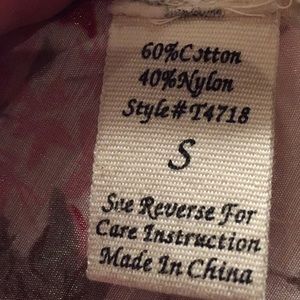 60%Cotton
40%Nylon
Style#T4718
S
See Reverse For
Care Instruction
Made In China